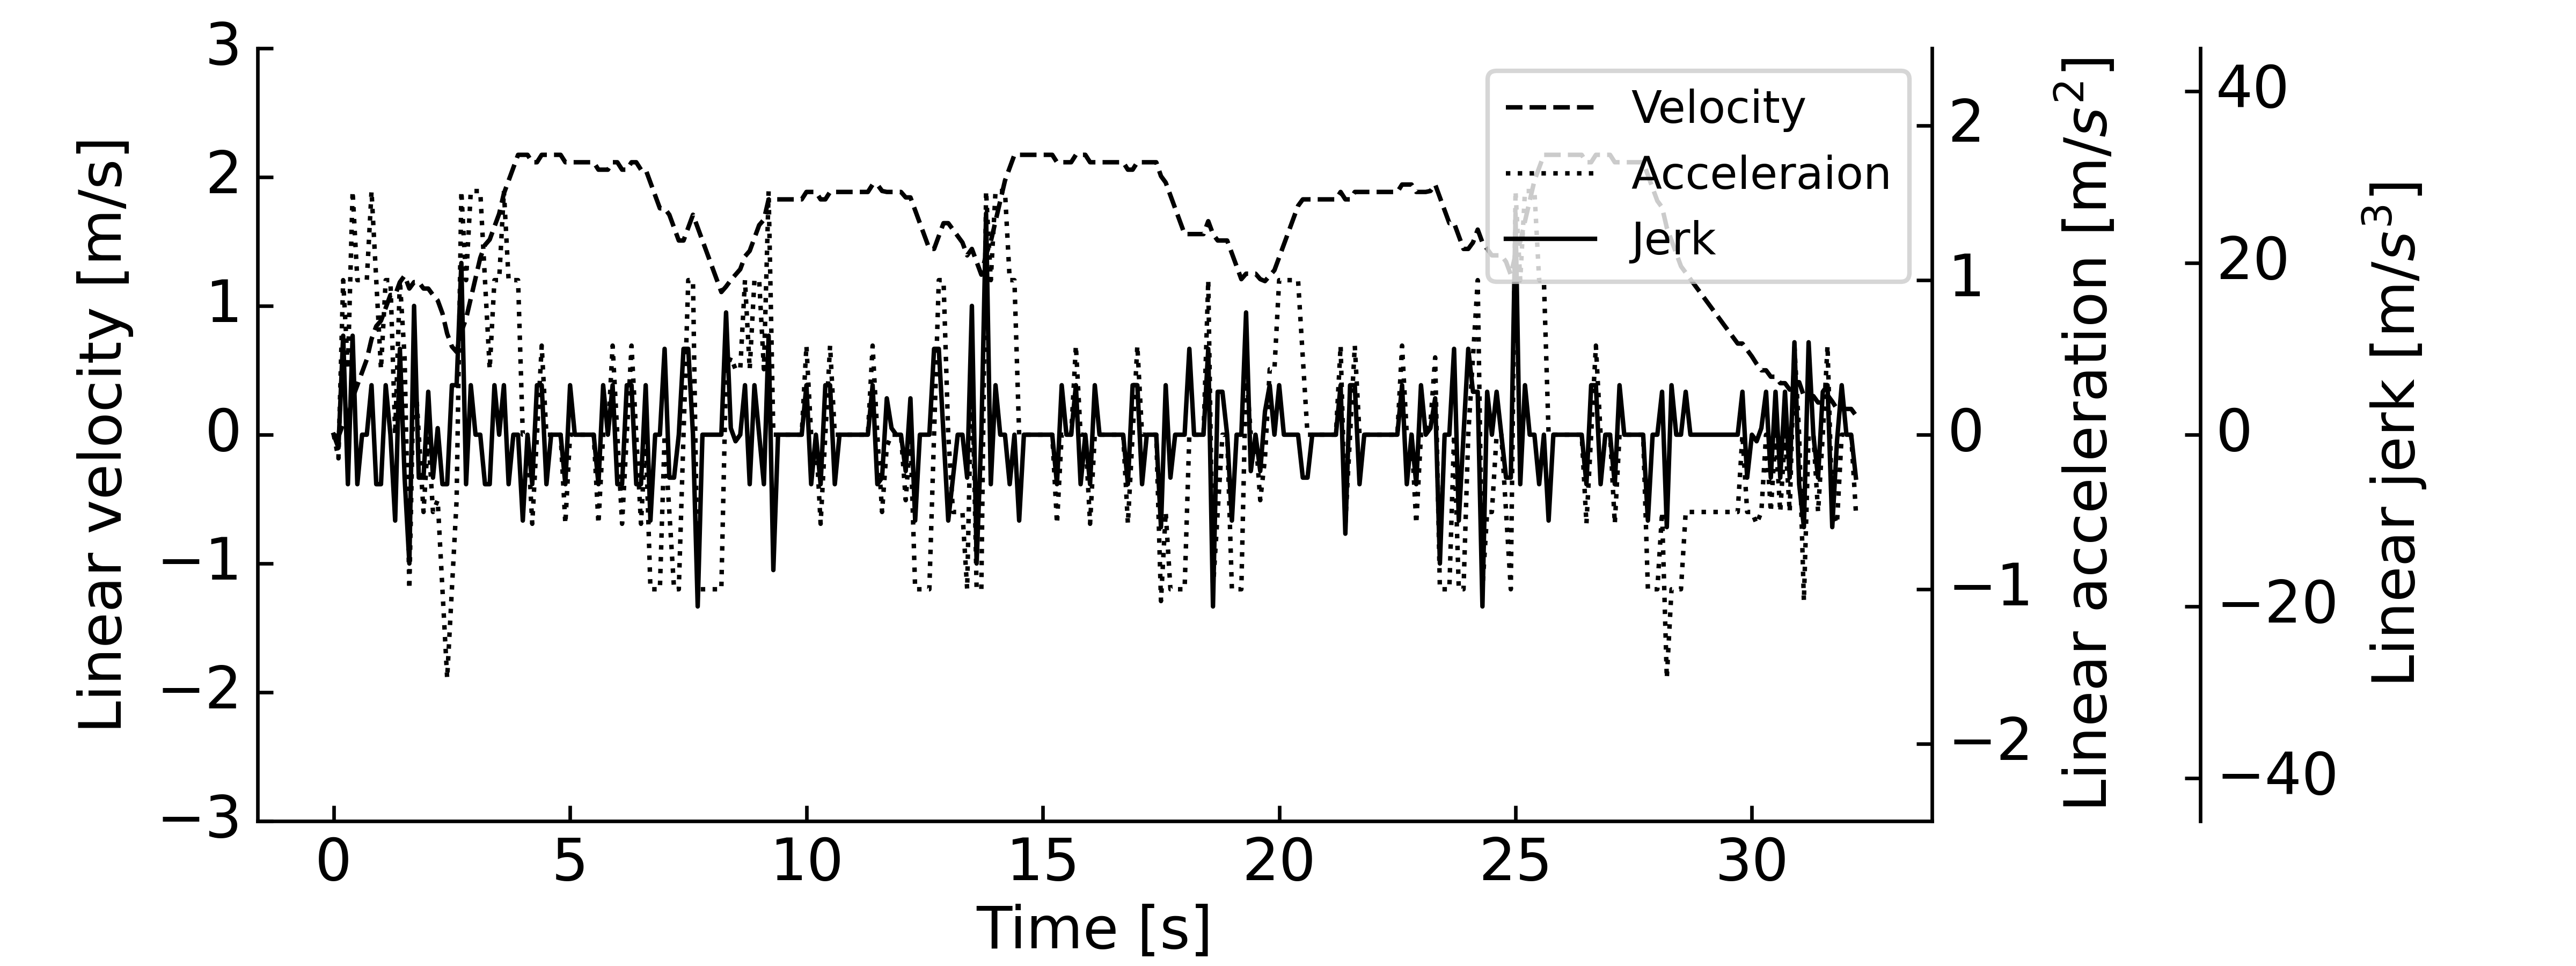 3
2
1
0
−1
−2
−3
Linear velocity [m/s]
0 5 10 15 20 25 30
Time [s]
Velocity
Acceleraion
Jerk
2
1
0
−1
−2
Linear acceleration [m/s²]
40
20
0
−20
−40
Linear jerk [m/s³]